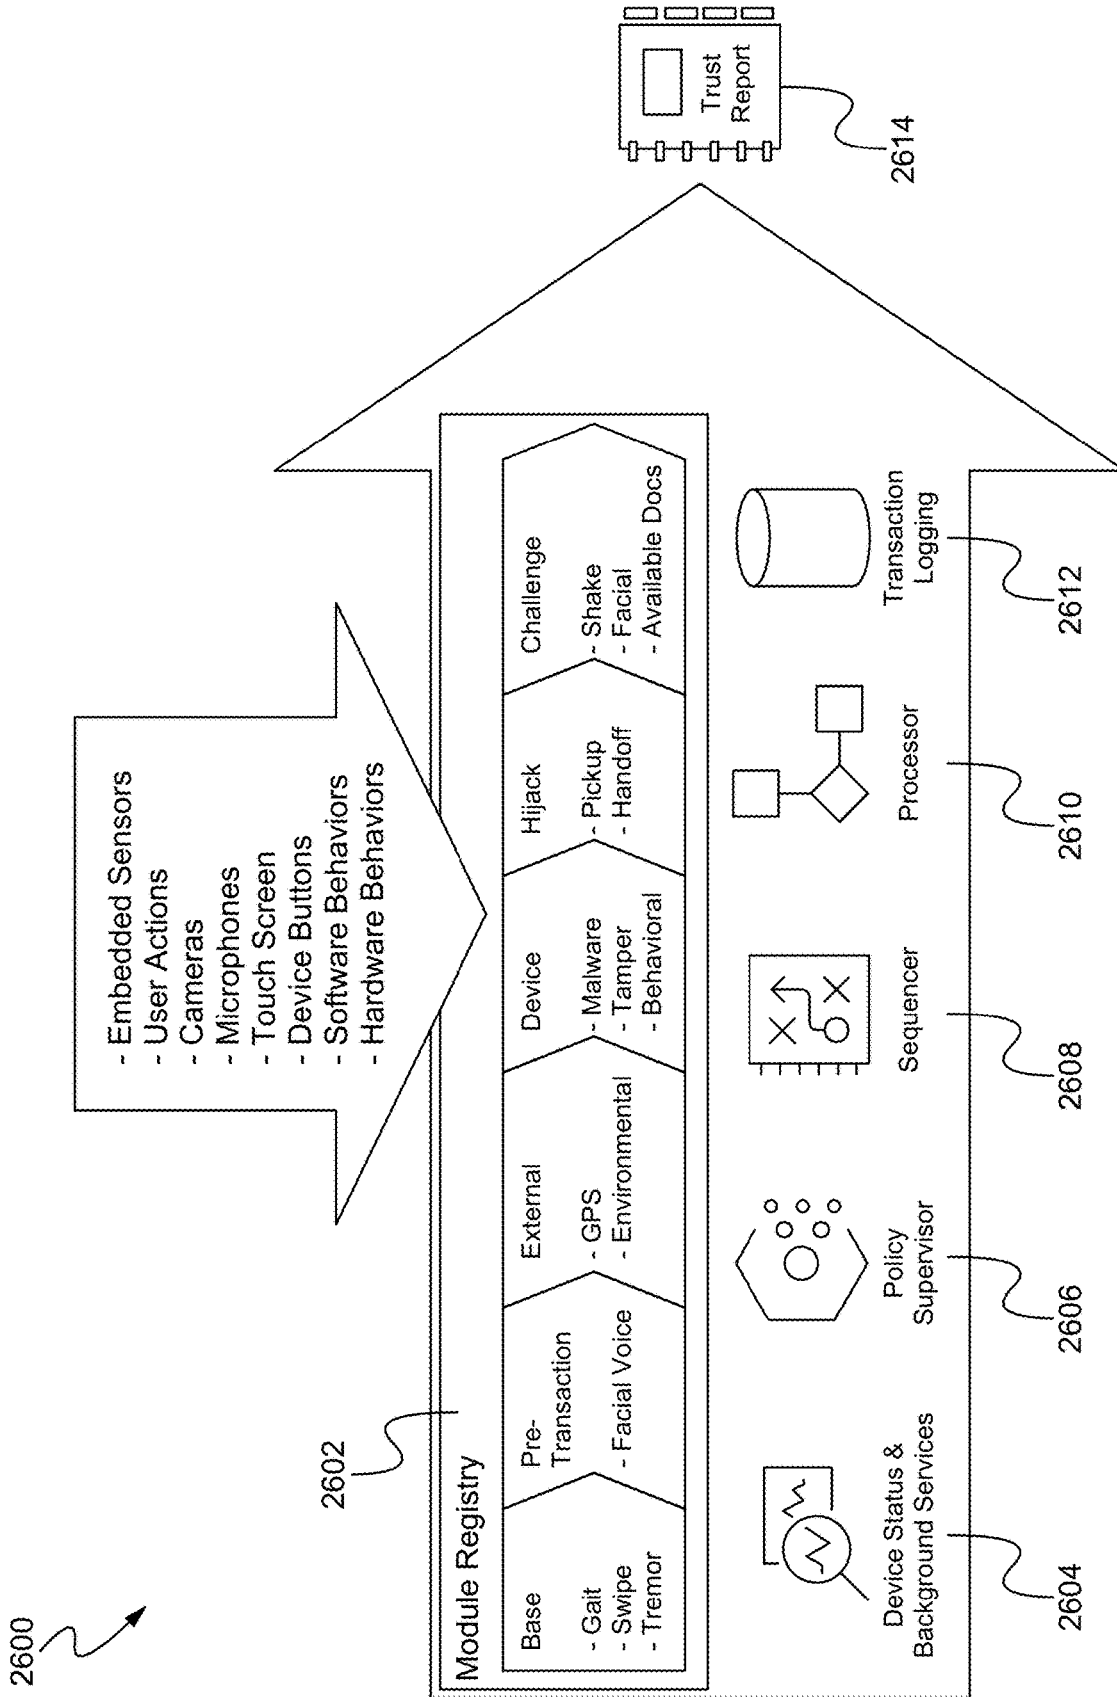 2600
- Embedded Sensors
- User Actions
- Cameras
- Microphones
- Touch Screen
- Device Buttons
- Software Behaviors
- Hardware Behaviors
2602
Module Registry
Base
- Gait
- Swipe
- Tremor
Pre-
Transaction
- Facial Voice
External
- GPS
- Environmental
Device
- Malware
- Tamper
- Behavioral
Hijack
- Pickup
- Handoff
Challenge
- Shake
- Facial
- Available Docs
Device Status &
Background Services
2604
Policy
Supervisor
2606
Sequencer
2608
Processor
2610
Transaction
Logging
2612
Trust
Report
2614